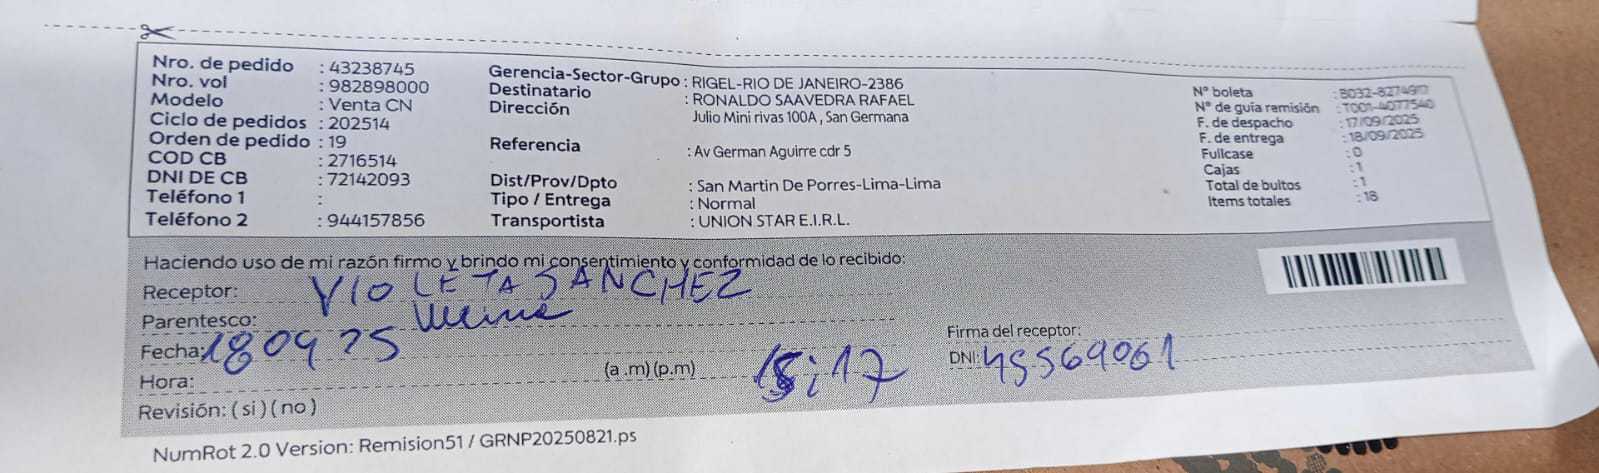 Nro. de pedido : 43238745
Nro. vol : 982898000
Modelo : Venta CN
Ciclo de pedidos : 202514
Orden de pedido : 19
COD CB : 2716514
DNI DE CB : 72142093
Teléfono 1 :
Teléfono 2 : 944157856
Gerencia-Sector-Grupo : RIGEL-RIO DE JANEIRO-2386
Destinatario : RONALDO SAAVEDRA RAFAEL
Dirección Julio Mini rivas 100A , San Germana
Referencia : Av German Aguirre cdr 5
Dist/Prov/Dpto : San Martin De Porres-Lima-Lima
Tipo / Entrega : Normal
Transportista : UNION STAR E.I.R.L.
N° boleta : B032-8274917
N° de guía remisión : T001-4077540
F. de despacho : 17/09/2025
F. de entrega : 18/09/2025
Fullcase : 0
Cajas : 1
Total de bultos : 1
Items totales : 18
Haciendo uso de mi razón firmo y brindo mi consentimiento y conformidad de lo recibido:
Receptor: VIOLETA SANCHEZ
Parentesco:
Fecha: 180925
Hora: (a .m) (p.m) 15:17
Revisión: ( si ) ( no )
Firma del receptor:
DNI: 45569061
NumRot 2.0 Version: Remision51 / GRNP20250821.ps